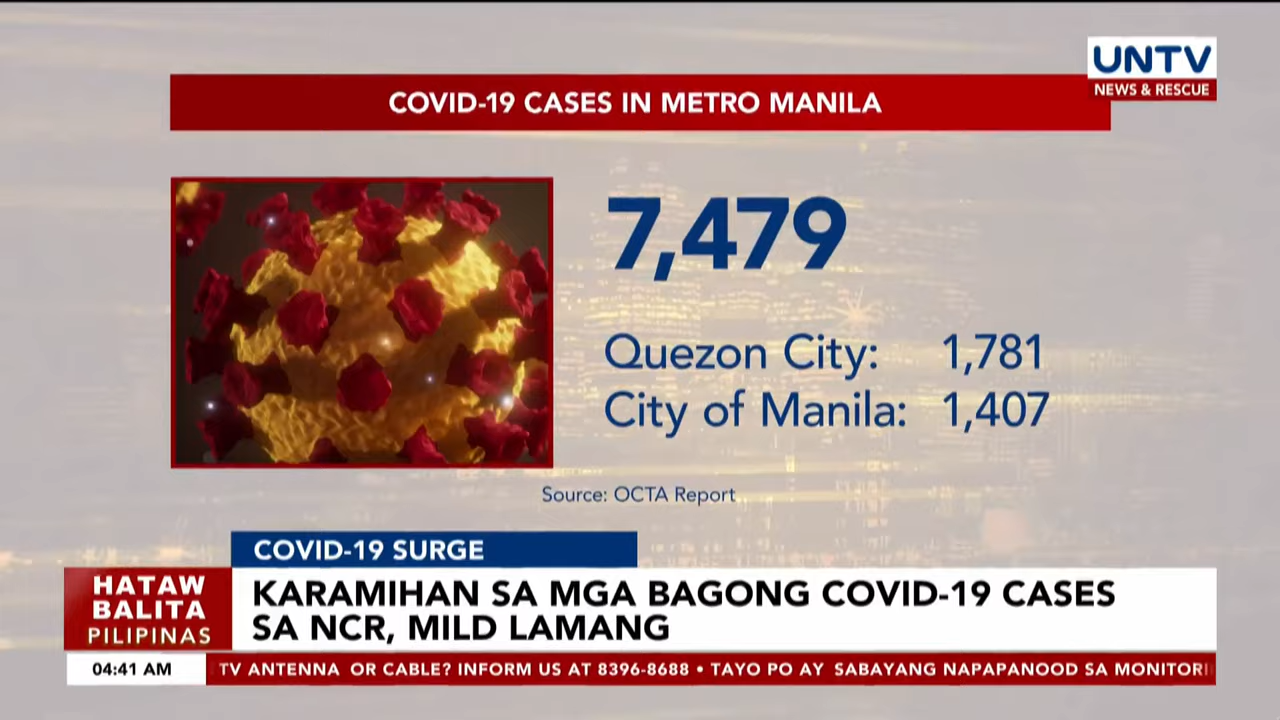 UNTV
NEWS & RESCUE
COVID-19 CASES IN METRO MANILA
7,479
Quezon City: 1,781
City of Manila: 1,407
Source: OCTA Report
COVID-19 SURGE
HATAW
BALITA
PILIPINAS
KARAMIHAN SA MGA BAGONG COVID-19 CASES
SA NCR, MILD LAMANG
04:41 AM
TV ANTENNA OR CABLE? INFORM US AT 8396-8688 • TAYO PO AY SABAYANG NAPAPANOOD SA MONITORI